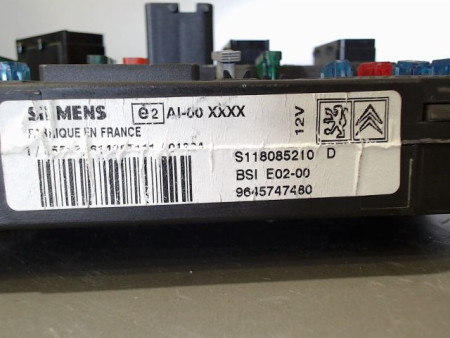 SIEMENS e2 AI-00 XXXX
FABRIQUE EN FRANCE
12V
S118085210 D
BSI E02-00
9645747480